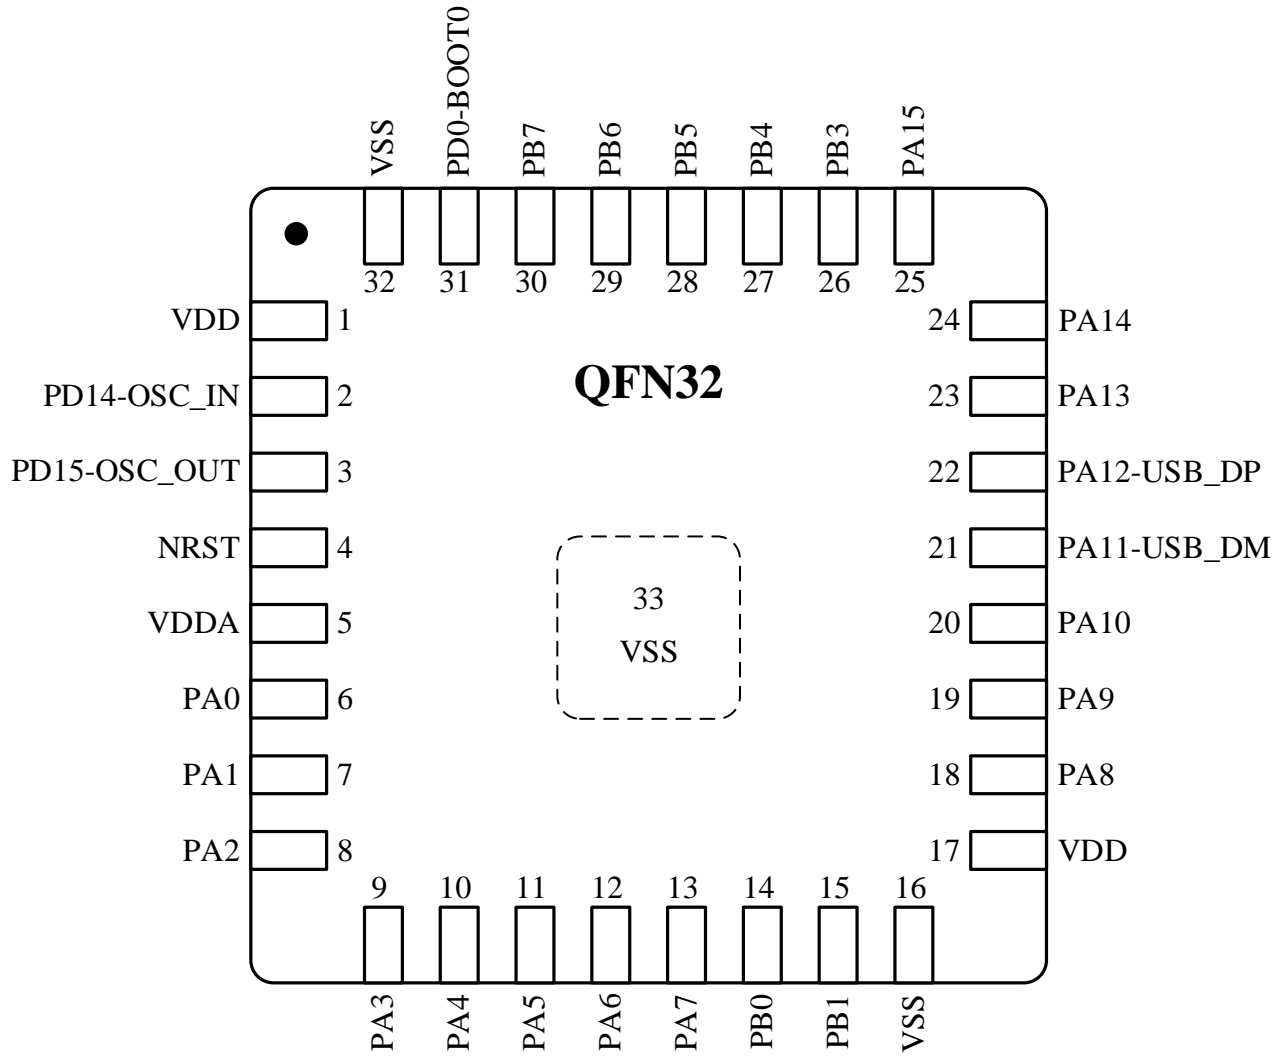 VSS
PD0-BOOT0
PB7
PB6
PB5
PB4
PB3
PA15
32 31 30 29 28 27 26 25
VDD 1 24 PA14
QFN32
PD14-OSC_IN 2 23 PA13
PD15-OSC_OUT 3 22 PA12-USB_DP
NRST 4 21 PA11-USB_DM
33
VDDA 5 20 PA10
VSS
PA0 6 19 PA9
PA1 7 18 PA8
PA2 8 17 VDD
9 10 11 12 13 14 15 16
PA3
PA4
PA5
PA6
PA7
PB0
PB1
VSS